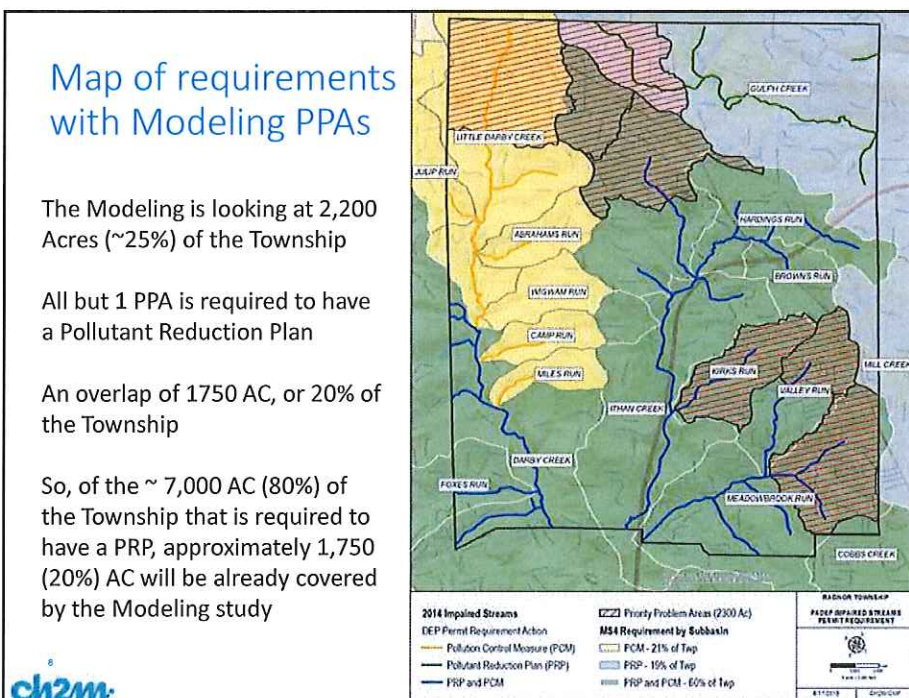 Map of requirements
with Modeling PPAs
The Modeling is looking at 2,200
Acres (~25%) of the Township
All but 1 PPA is required to have
a Pollutant Reduction Plan
An overlap of 1750 AC, or 20% of
the Township
So, of the ~ 7,000 AC (80%) of
the Township that is required to
have a PRP, approximately 1,750
(20%) AC will be already covered
by the Modeling study
8
ch2m:
GULPH CREEK
LITTLE DARBY CREEK
JULIP RUN
HARDINGS RUN
ABRAHAMS RUN
BROWNS RUN
WIGWAM RUN
CAMP RUN
MILL CREEK
KIRKS RUN
MILES RUN
VALLEY RUN
ITHAN CREEK
DARBY CREEK
FOXES RUN
MEADOWBROOK RUN
COBBS CREEK
2014 Impaired Streams
DEP Permit Requirement Action
Pollution Control Measure (PCM)
Pollutant Reduction Plan (PRP)
PRP and PCM
Priority Problem Areas (2300 Ac)
MS4 Requirement by Subbasin
PCM - 21% of Twp
PRP - 19% of Twp
PRP and PCM - 60% of Twp
RADNOR TOWNSHIP
PADEP IMPAIRED STREAMS
PERMIT REQUIREMENT